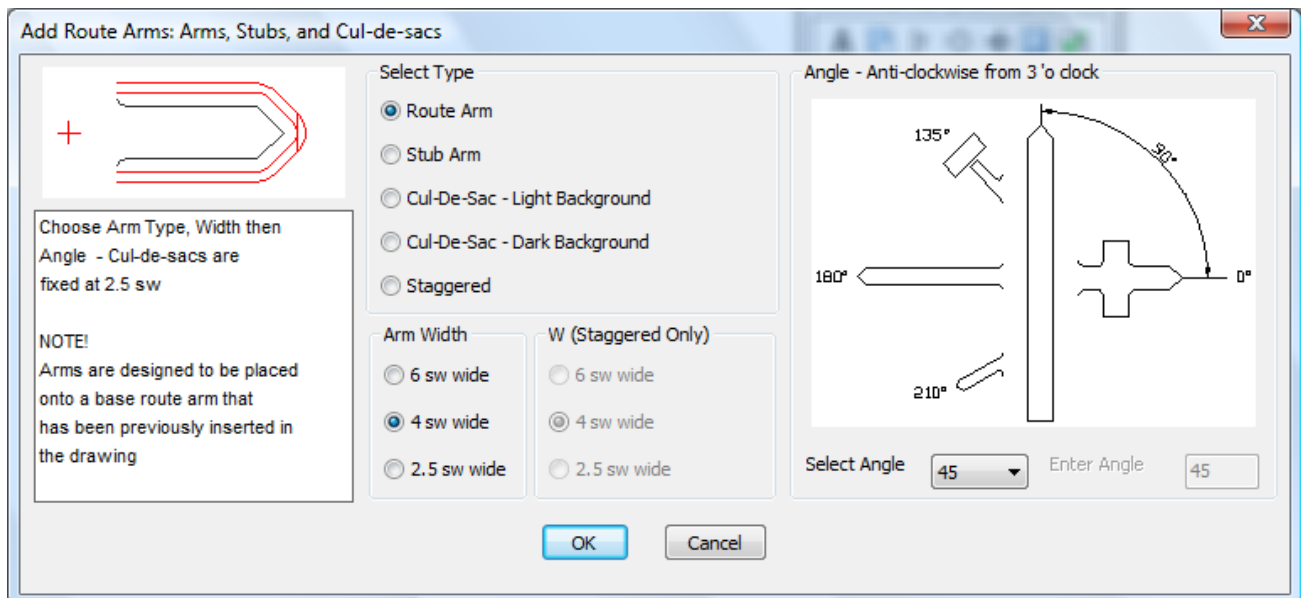 Add Route Arms: Arms, Stubs, and Cul-de-sacs
Choose Arm Type, Width then
Angle - Cul-de-sacs are
fixed at 2.5 sw
NOTE!
Arms are designed to be placed
onto a base route arm that
has been previously inserted in
the drawing
Select Type
Route Arm
Stub Arm
Cul-De-Sac - Light Background
Cul-De-Sac - Dark Background
Staggered
Arm Width
6 sw wide
4 sw wide
2.5 sw wide
W (Staggered Only)
6 sw wide
4 sw wide
2.5 sw wide
Angle - Anti-clockwise from 3 'o clock
135°
90°
180°
0°
210°
Select Angle
45
Enter Angle
45
OK
Cancel